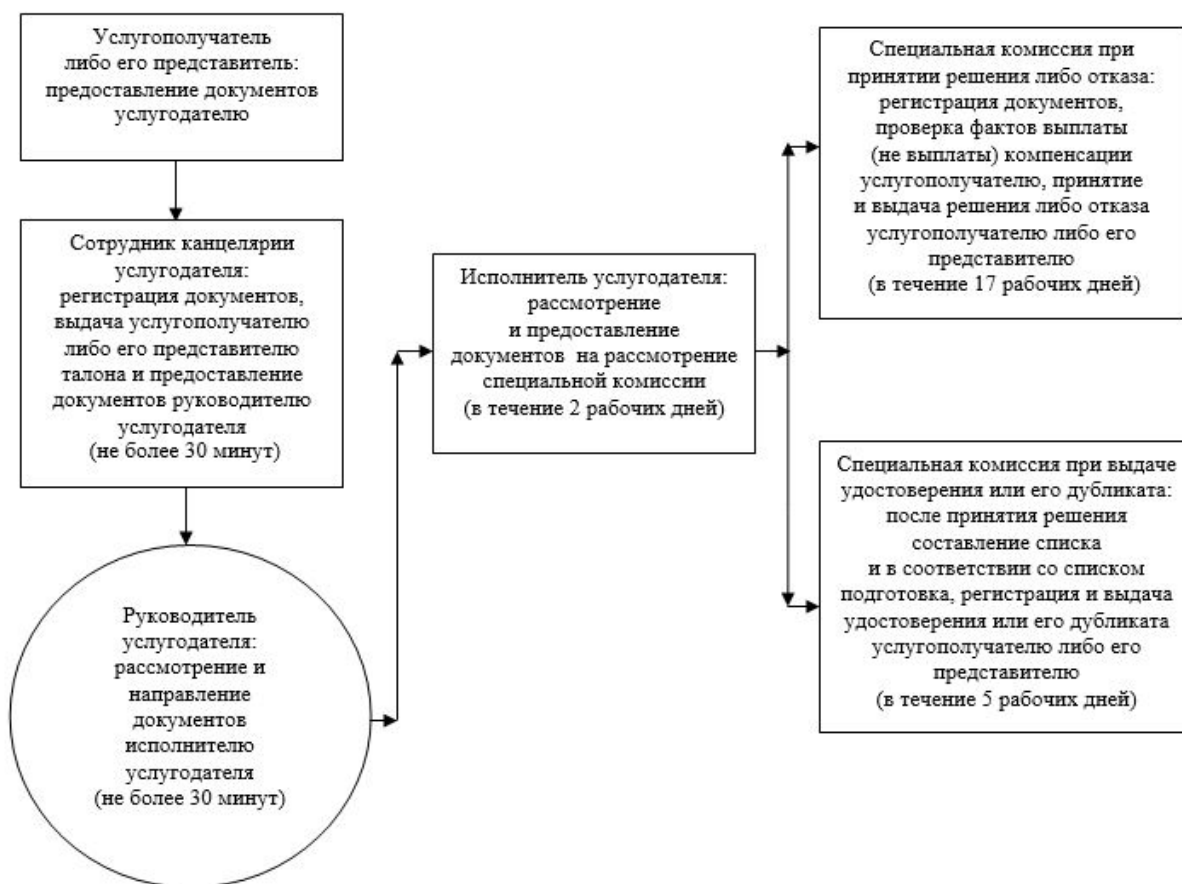 Услугополучатель
либо его представитель:
предоставление документов
услугодателю
Сотрудник канцелярии
услугодателя:
регистрация документов,
выдача услугополучателю
либо его представителю
талона и предоставление
документов руководителю
услугодателя
(не более 30 минут)
Руководитель
услугодателя:
рассмотрение и
направление
документов
исполнителю
услугодателя
(не более 30 минут)
Исполнитель услугодателя:
рассмотрение
и предоставление
документов на рассмотрение
специальной комиссии
(в течение 2 рабочих дней)
Специальная комиссия при
принятии решения либо отказа:
регистрация документов,
проверка фактов выплаты
(не выплаты) компенсации
услугополучателю, принятие
и выдача решения либо отказа
услугополучателю либо его
представителю
(в течение 17 рабочих дней)
Специальная комиссия при выдаче
удостоверения или его дубликата:
после принятия решения
составление списка
и в соответствии со списком
подготовка, регистрация и выдача
удостоверения или его дубликата
услугополучателю либо его
представителю
(в течение 5 рабочих дней)